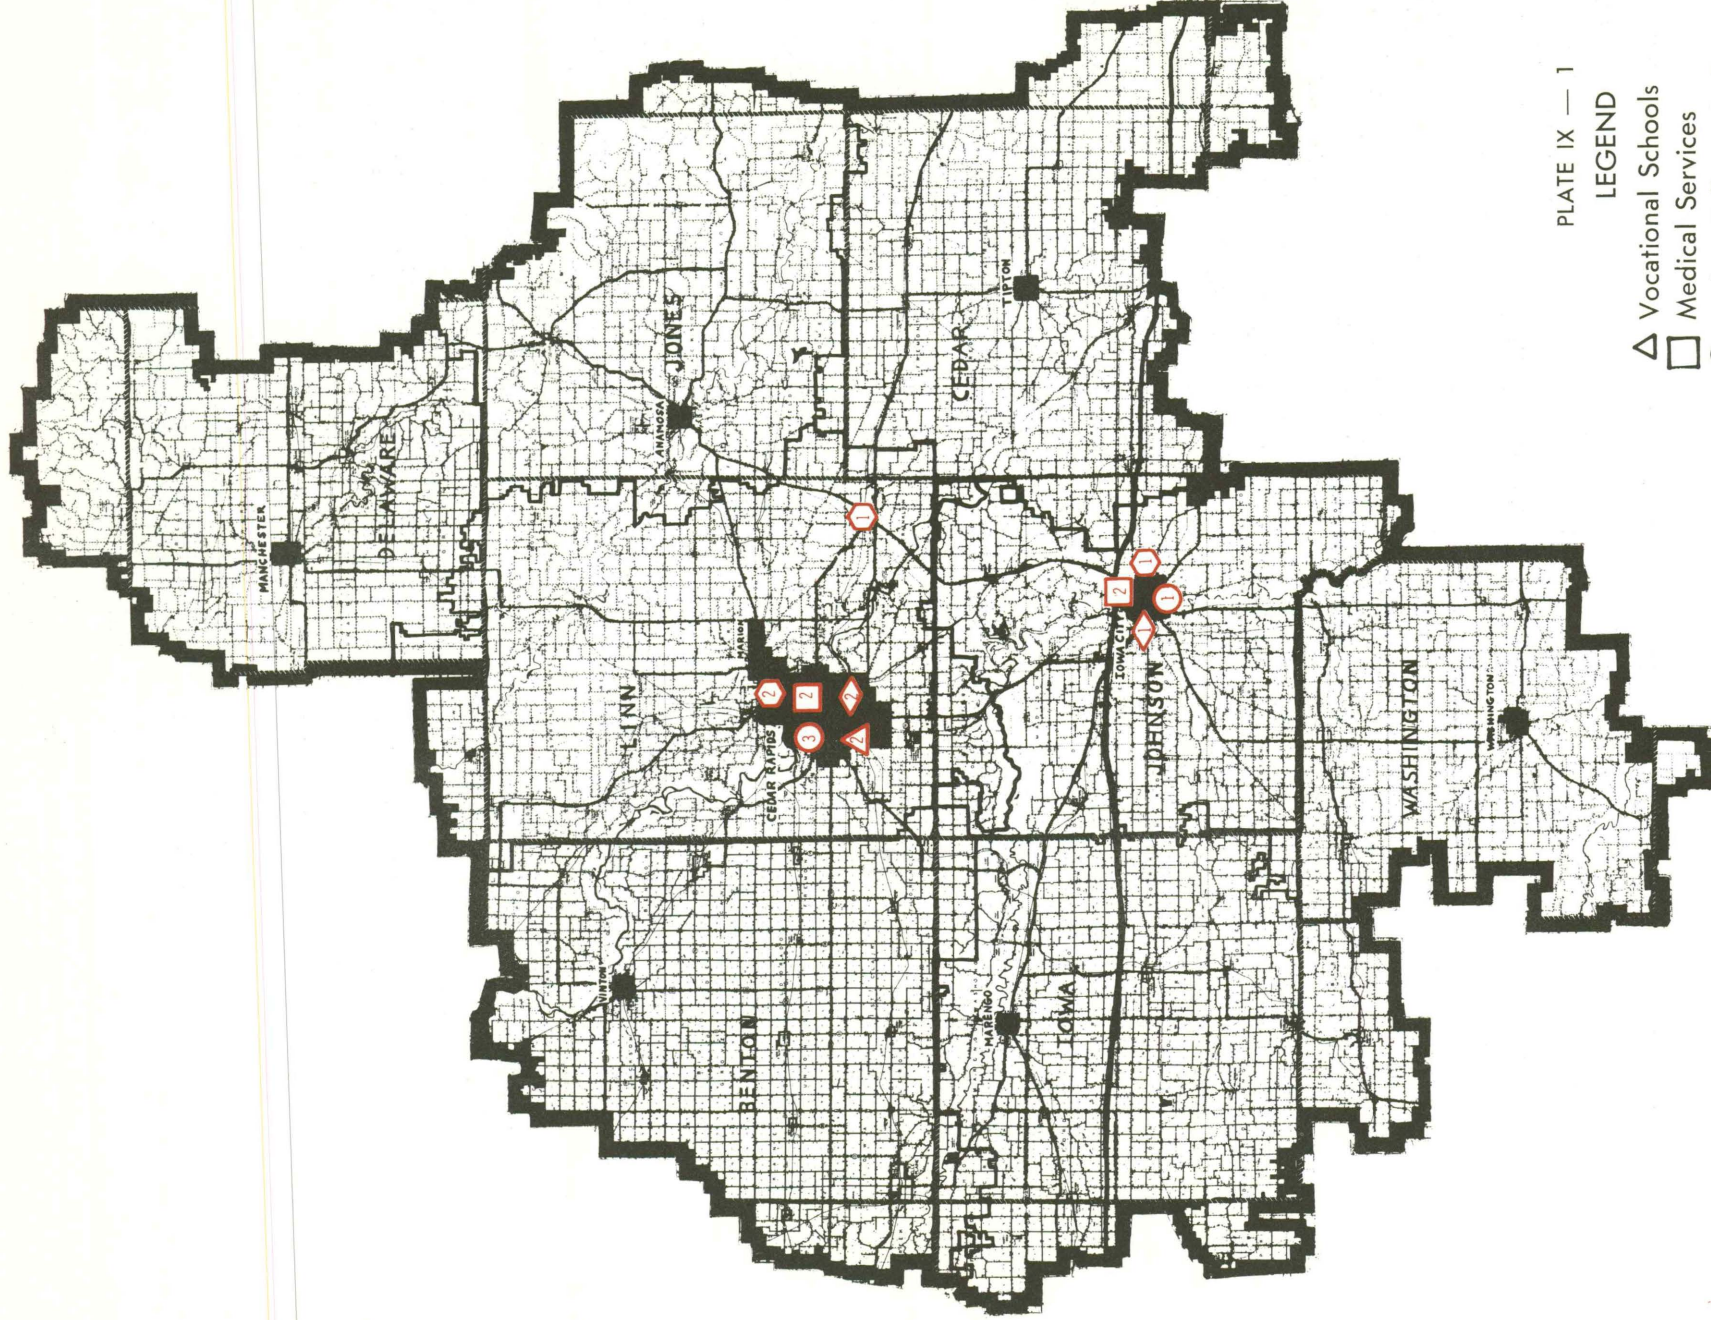 MANCHESTER
DELAWARE
VINTON
BENTON
LINN
MARION
CEDAR RAPIDS
2
2
3
2
2
ANAMOSA
JONES
1
CEDAR
TIPTON
MARENGO
IOWA
IOWA CITY
JOHNSON
2
1
1
1
WASHINGTON
WASHINGTON
PLATE IX — 1
LEGEND
Vocational Schools
Medical Services